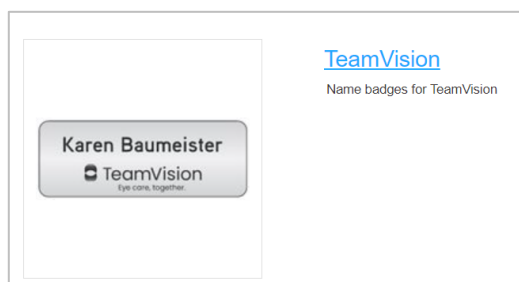 Karen Baumeister
TeamVision
Eye care, together.
TeamVision
Name badges for TeamVision